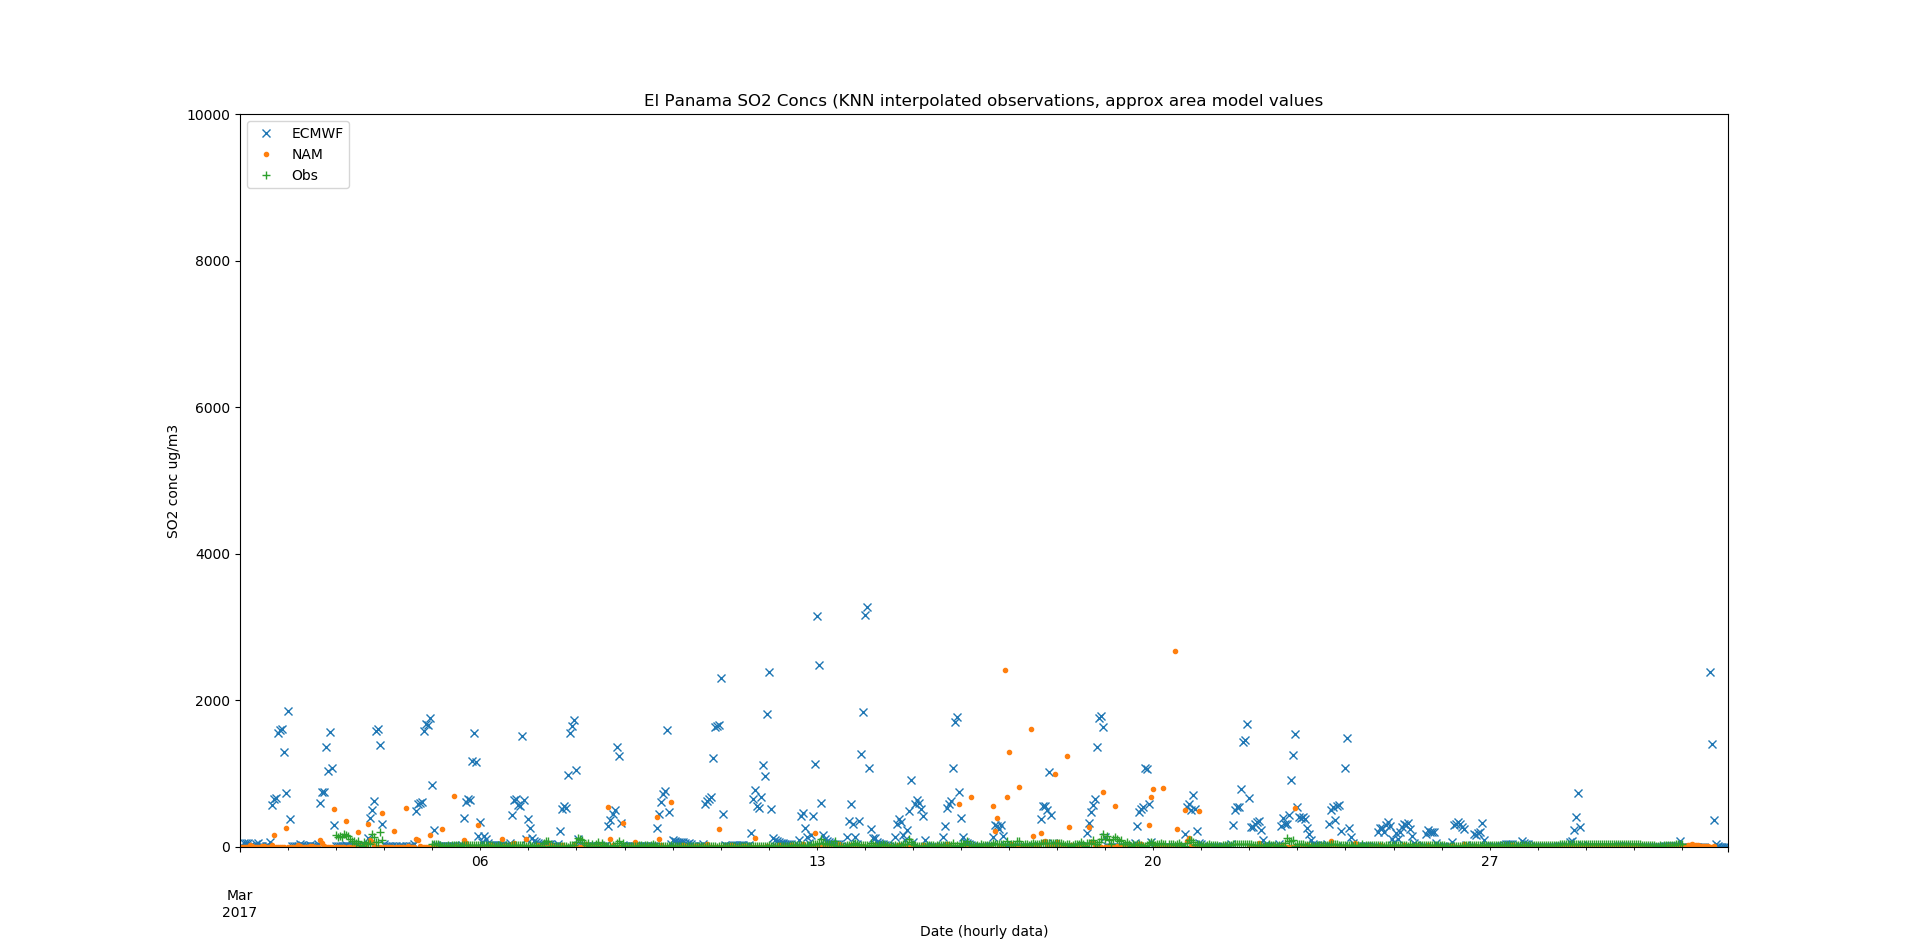 El Panama SO2 Concs (KNN interpolated observations, approx area model values
10000
8000
6000
4000
2000
0
ECMWF
NAM
Obs
SO2 conc ug/m3
06
13
20
27
Mar
2017
Date (hourly data)